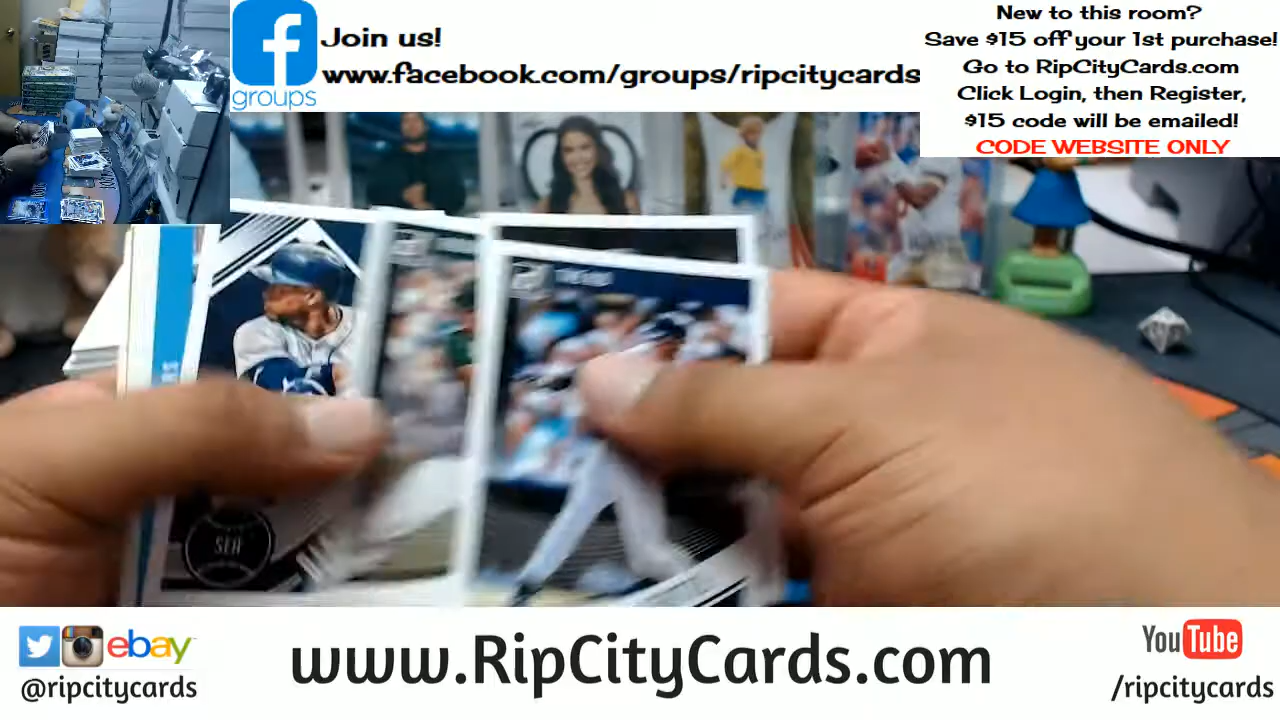 Join us!
www.facebook.com/groups/ripcitycards
groups
New to this room?
Save $15 off your 1st purchase!
Go to RipCityCards.com
Click Login, then Register,
$15 code will be emailed!
CODE WEBSITE ONLY
SEA
ebay
@ripcitycards
www.RipCityCards.com
YouTube
/ripcitycards